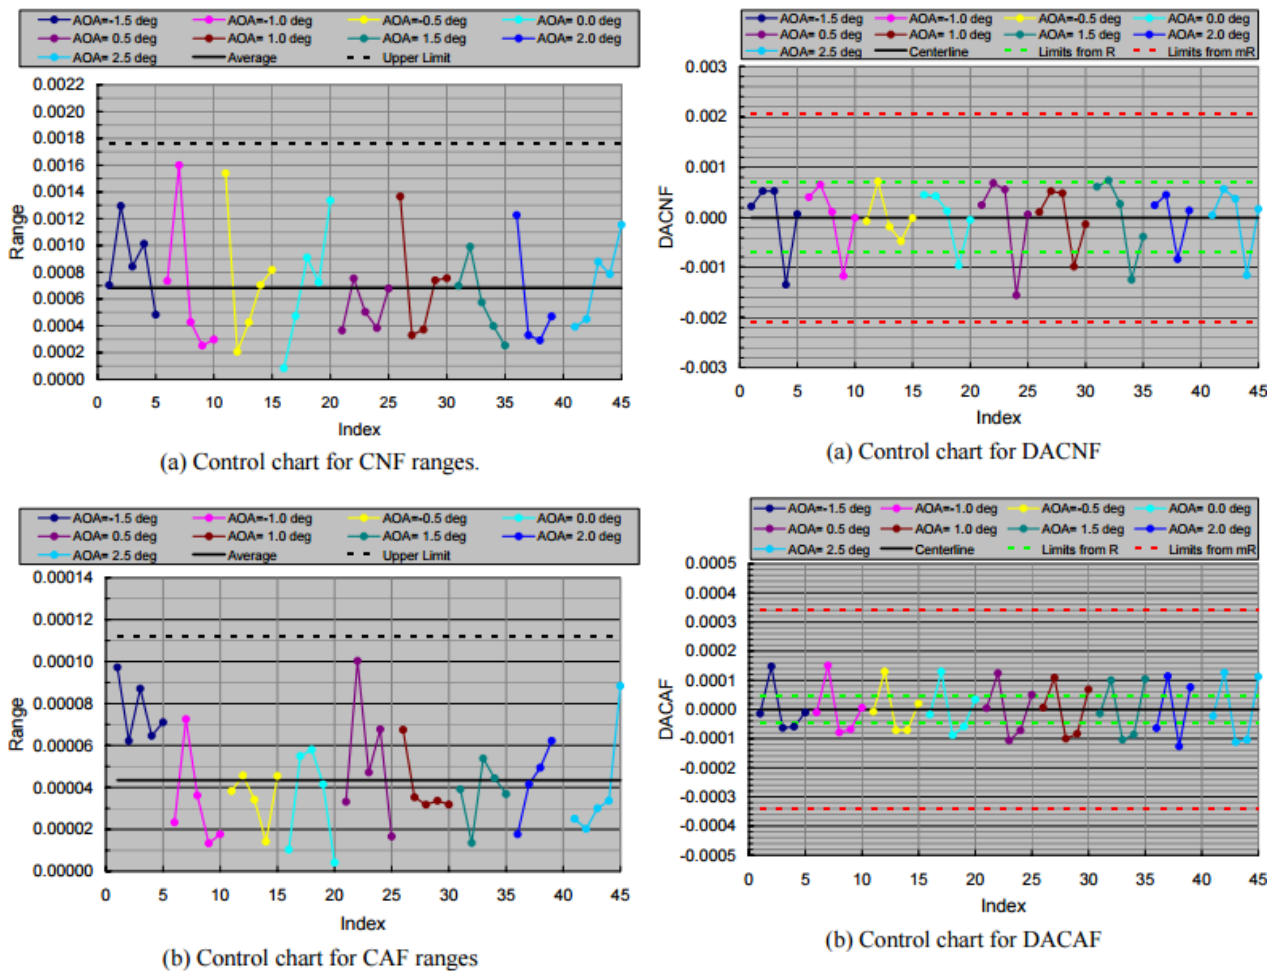 AOA=-1.5 deg AOA=-1.0 deg AOA=-0.5 deg AOA= 0.0 deg
AOA= 0.5 deg AOA= 1.0 deg AOA= 1.5 deg AOA= 2.0 deg
AOA= 2.5 deg Average Upper Limit
0.0022
0.0020
0.0018
0.0016
0.0014
0.0012
0.0010
0.0008
0.0006
0.0004
0.0002
0.0000
Range
0 5 10 15 20 25 30 35 40 45
Index
(a) Control chart for CNF ranges.
AOA=-1.5 deg AOA=-1.0 deg AOA=-0.5 deg AOA= 0.0 deg
AOA= 0.5 deg AOA= 1.0 deg AOA= 1.5 deg AOA= 2.0 deg
AOA= 2.5 deg Centerline Limits from R Limits from mR
0.003
0.002
0.001
0.000
-0.001
-0.002
-0.003
DACNF
0 5 10 15 20 25 30 35 40 45
Index
(a) Control chart for DACNF
AOA=-1.5 deg AOA=-1.0 deg AOA=-0.5 deg AOA= 0.0 deg
AOA= 0.5 deg AOA= 1.0 deg AOA= 1.5 deg AOA= 2.0 deg
AOA= 2.5 deg Average Upper Limit
0.00014
0.00012
0.00010
0.00008
0.00006
0.00004
0.00002
0.00000
Range
0 5 10 15 20 25 30 35 40 45
Index
(b) Control chart for CAF ranges
AOA=-1.5 deg AOA=-1.0 deg AOA=-0.5 deg AOA= 0.0 deg
AOA= 0.5 deg AOA= 1.0 deg AOA= 1.5 deg AOA= 2.0 deg
AOA= 2.5 deg Centerline Limits from R Limits from mR
0.0005
0.0004
0.0003
0.0002
0.0001
0.0000
-0.0001
-0.0002
-0.0003
-0.0004
-0.0005
DACAF
0 5 10 15 20 25 30 35 40 45
Index
(b) Control chart for DACAF